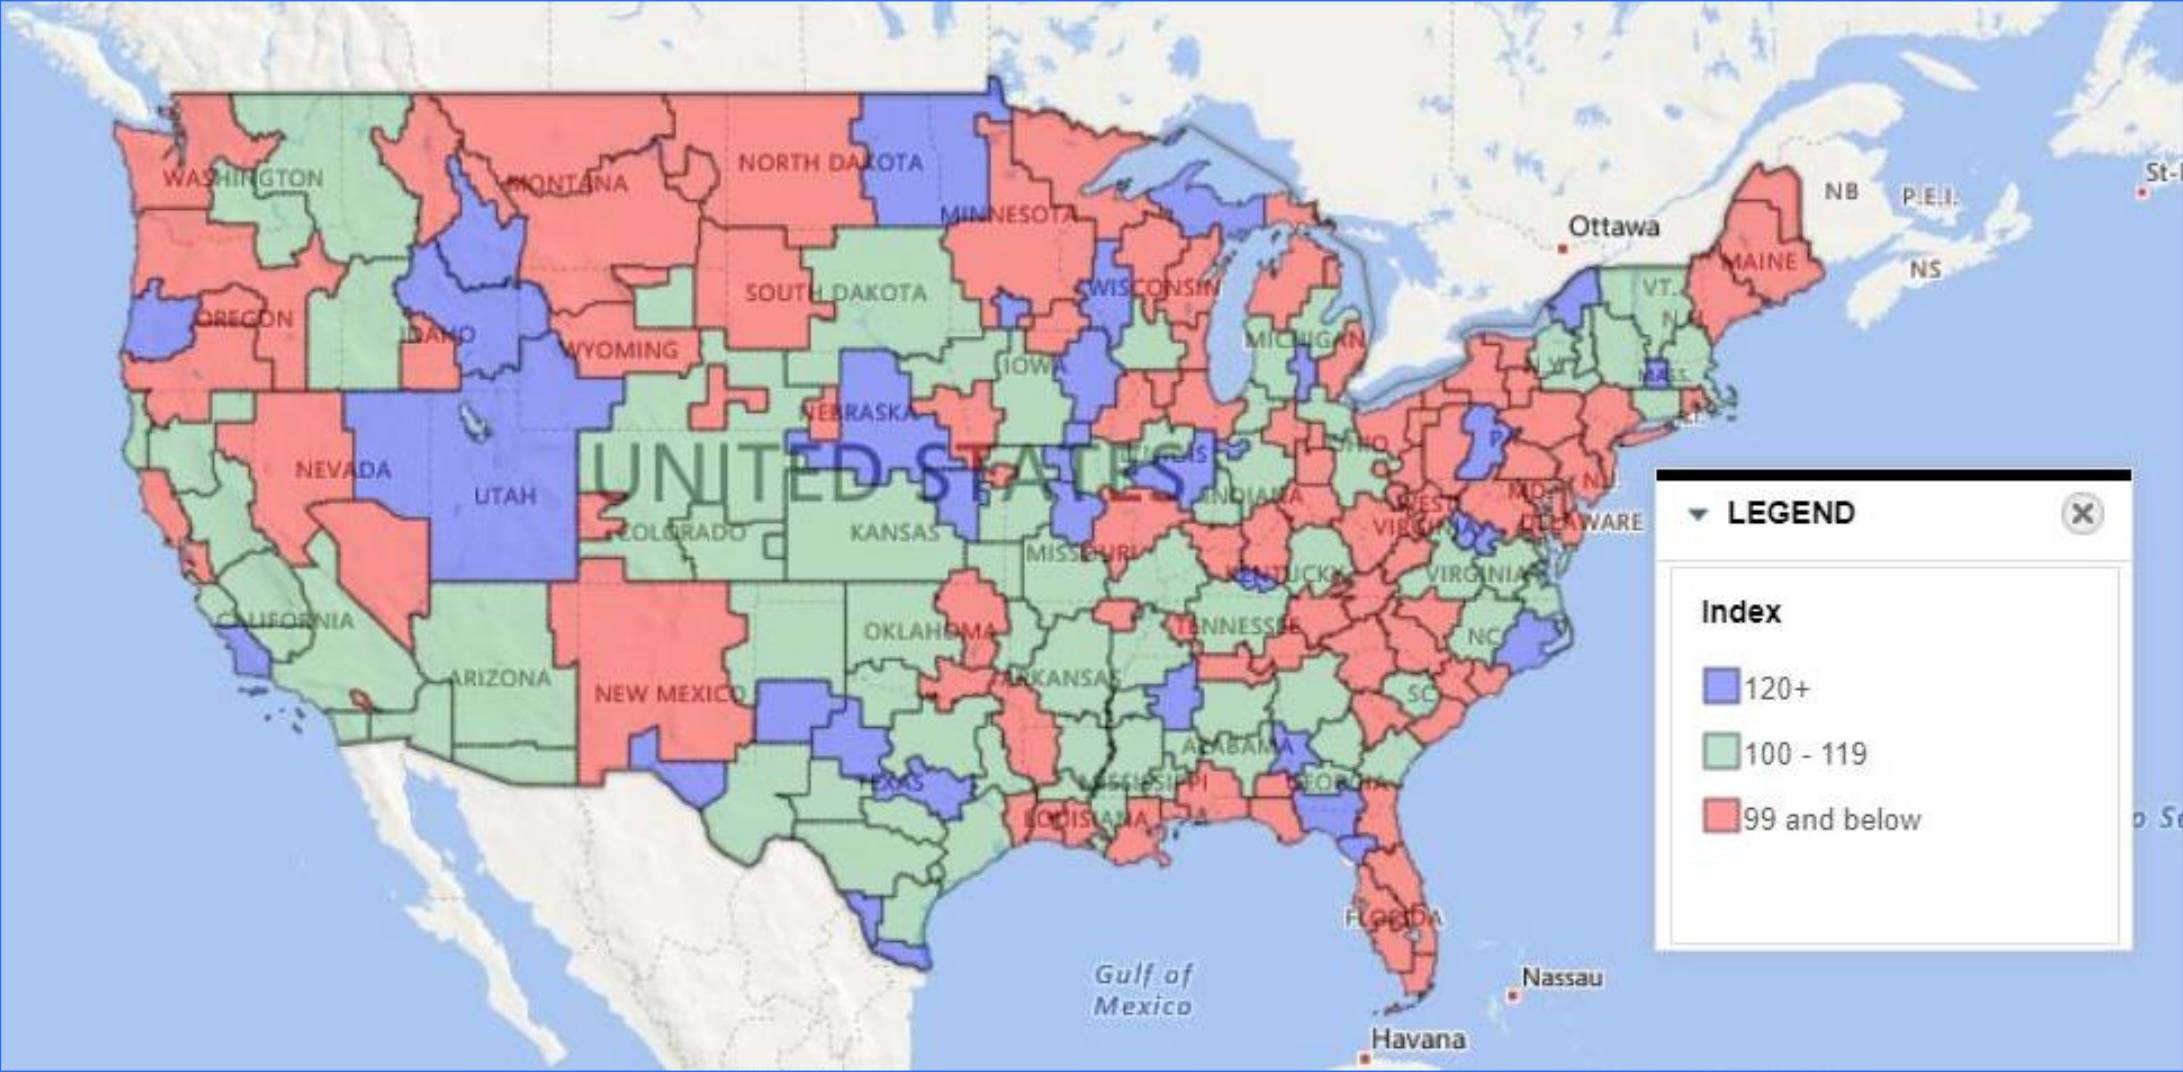 Ottawa
NB
P.E.I.
NS
St-
WASHINGTON
MONTANA
NORTH DAKOTA
MINNESOTA
MAINE
VT.
OREGON
IDAHO
WYOMING
SOUTH DAKOTA
WISCONSIN
MICHIGAN
IOWA
MASS.
NEVADA
UTAH
NEBRASKA
UNITED STATES
COLORADO
KANSAS
MISSOURI
INDIANA
WEST
VIRGINIA
DELAWARE
KENTUCKY
VIRGINIA
CALIFORNIA
ARIZONA
NEW MEXICO
OKLAHOMA
ARKANSAS
TENNESSEE
NC
SC
TEXAS
LOUISIANA
MISSISSIPPI
ALABAMA
GEORGIA
FLORIDA
Gulf of
Mexico
Nassau
Havana
LEGEND
Index
120+
100 - 119
99 and below